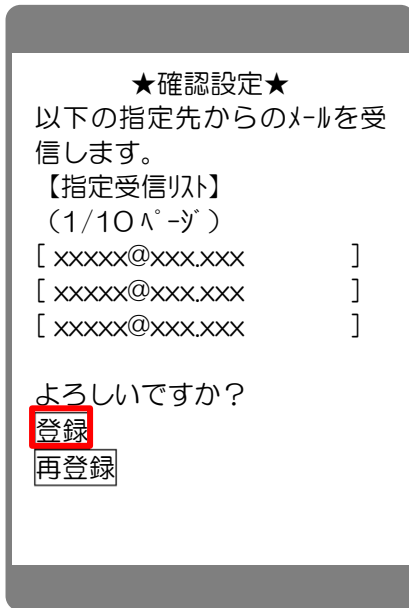 ★確認設定★
以下の指定先からのﾒｰﾙを受
信します。
【指定受信ﾘｽﾄ】
（1/10ﾍﾟｰｼﾞ）
[ xxxxx@xxx.xxx ]
[ xxxxx@xxx.xxx ]
[ xxxxx@xxx.xxx ]
よろしいですか？
登録
再登録